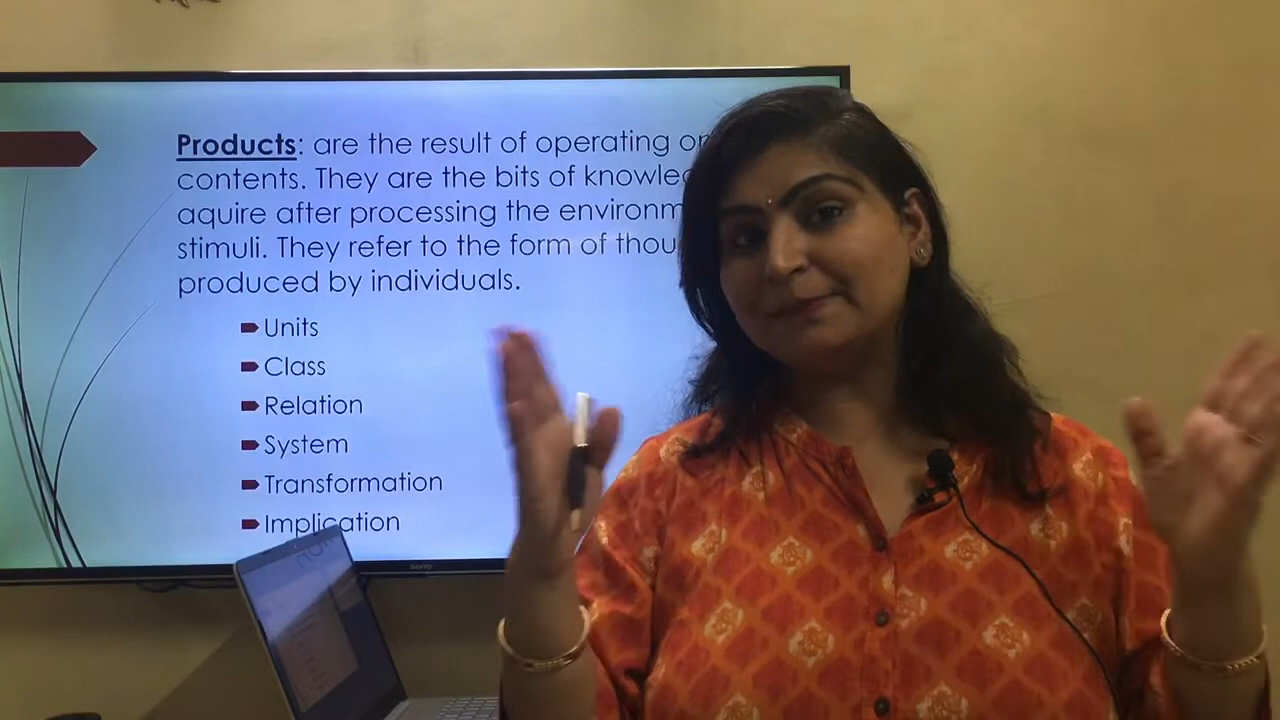 Products: are the result of operating
contents. They are the bits of
aquire after processing the
stimuli. They refer to the form of
produced by individuals.
Units
Class
Relation
System
Transformation
Implication
SANYO